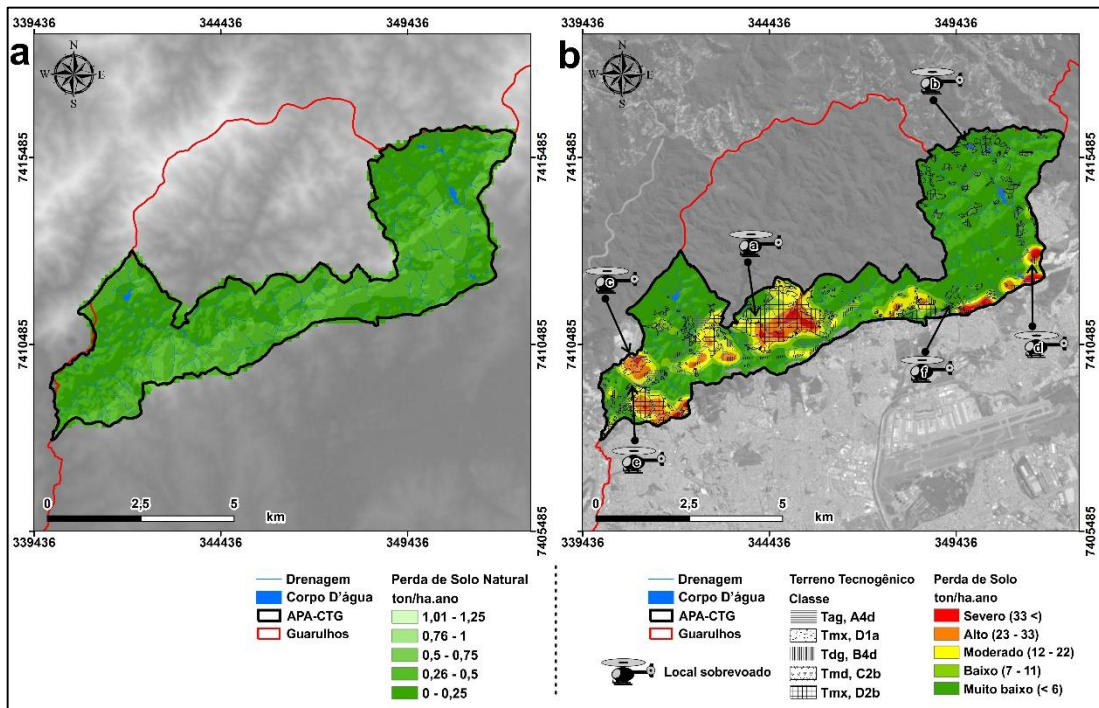 339436 344436 349436
339436 344436 349436
a
N
W E
S
b
N
W E
S
b
7415485
7415485
a
c
d
7410485
7410485
f
e
0 2,5 5
km
0 2,5 5
km
7405485
7405485
339436 344436 349436
339436 344436 349436
Drenagem
Corpo D'água
APA-CTG
Guarulhos
Perda de Solo Natural
ton/ha.ano
1,01 - 1,25
0,76 - 1
0,5 - 0,75
0,26 - 0,5
0 - 0,25
Drenagem
Corpo D'água
APA-CTG
Guarulhos
Local sobrevoado
Terreno Tecnogênico
Classe
Tag, A4d
Tmx, D1a
Tdg, B4d
Tmd, C2b
Tmx, D2b
Perda de Solo
ton/ha.ano
Severo (33 <)
Alto (23 - 33)
Moderado (12 - 22)
Baixo (7 - 11)
Muito baixo (< 6)